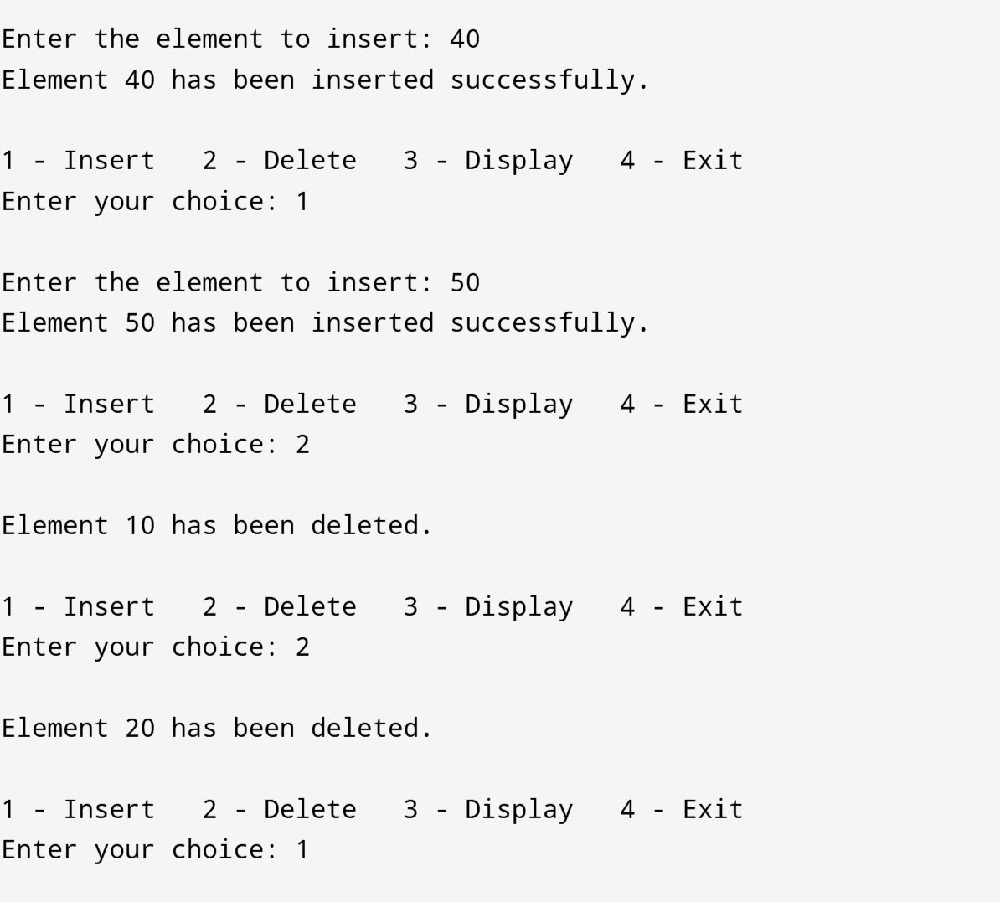 Enter the element to insert: 40
Element 40 has been inserted successfully.
1 - Insert   2 - Delete   3 - Display   4 - Exit
Enter your choice: 1
Enter the element to insert: 50
Element 50 has been inserted successfully.
1 - Insert   2 - Delete   3 - Display   4 - Exit
Enter your choice: 2
Element 10 has been deleted.
1 - Insert   2 - Delete   3 - Display   4 - Exit
Enter your choice: 2
Element 20 has been deleted.
1 - Insert   2 - Delete   3 - Display   4 - Exit
Enter your choice: 1